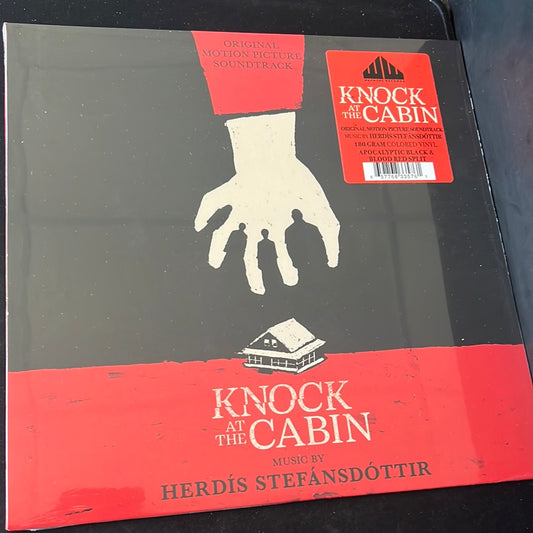 ORIGINAL
MOTION PICTURE
SOUNDTRACK
KNOCK
AT THE CABIN
ORIGINAL MOTION PICTURE SOUNDTRACK
MUSIC BY HERDÍS STEFÁNSDÓTTIR
180 GRAM COLORED VINYL
APOCALYPTIC BLACK &
BLOOD RED SPLIT
KNOCK
AT THE CABIN
MUSIC BY
HERDÍS STEFÁNSDÓTTIR